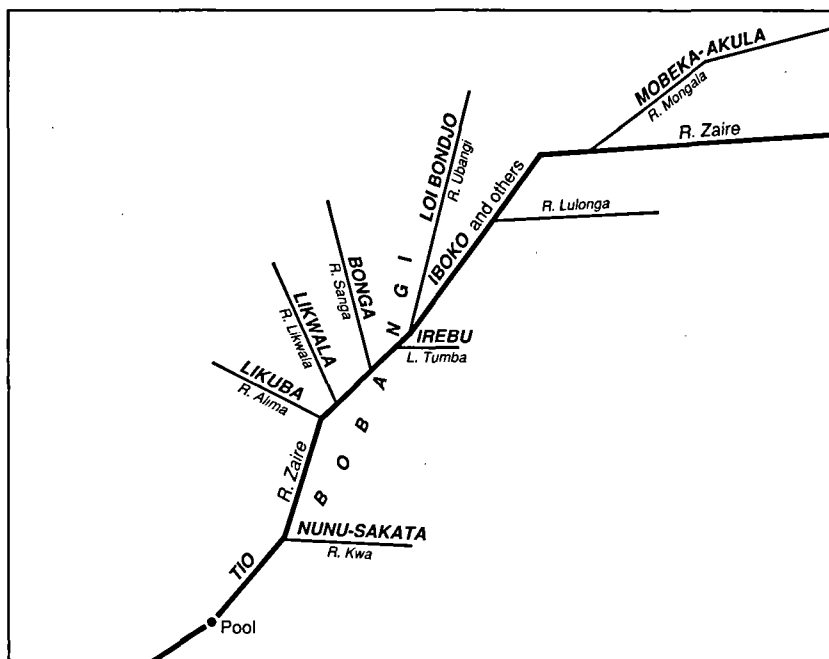 MOBEKA-AKULA
R. Mongala
R. Zaire
LOI BONDJO
R. Ubangi
IBOKO and others
R. Lulonga
BONGA
R. Sanga
LIKWALA
R. Likwala
BOBANGI
IREBU
L. Tumba
LIKUBA
R. Alima
R. Zaire
NUNU-SAKATA
R. Kwa
TIO
Pool